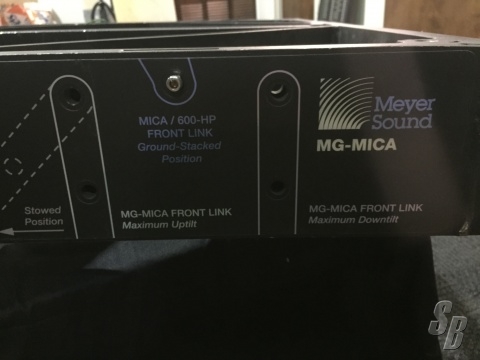 MICA / 600-HP
FRONT LINK
Ground-Stacked
Position
Meyer
Sound
MG-MICA
Stowed
Position
MG-MICA FRONT LINK
Maximum Uptilt
MG-MICA FRONT LINK
Maximum Downtilt
SB